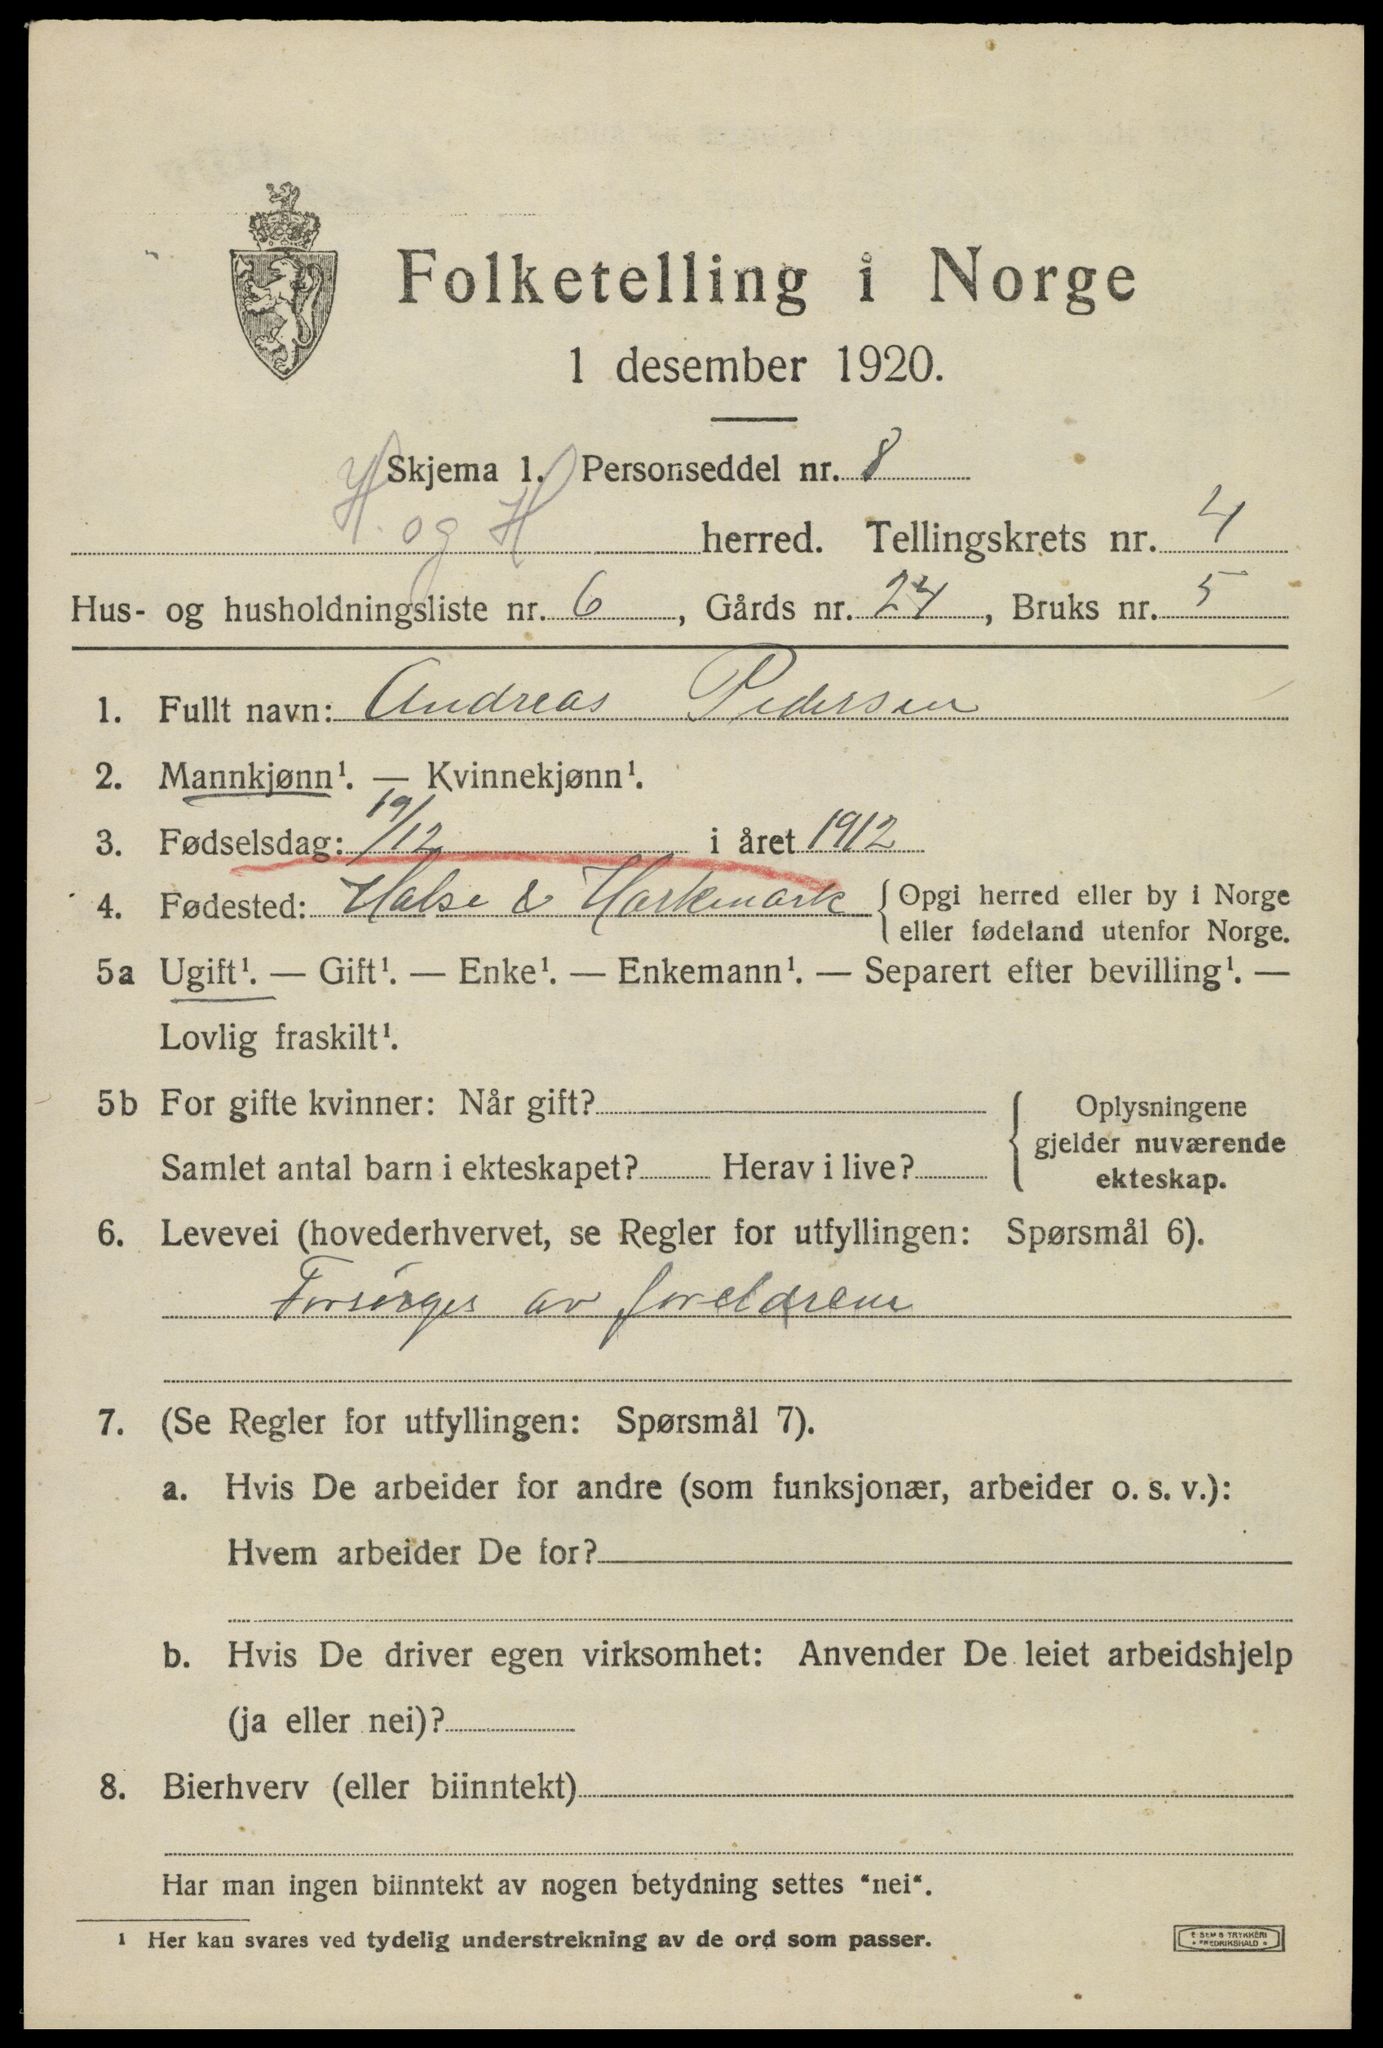 Folketelling i Norge
1 desember 1920.
Skjema 1. Personseddel nr. 8
H. og H herred. Tellingskrets nr. 4
Hus- og husholdningsliste nr. 6, Gårds nr. 24, Bruks nr. 5
1. Fullt navn: Andreas Pedersen
2. Mannkjønn¹. — Kvinnekjønn¹.
3. Fødselsdag: 19/12 i året 1912
4. Fødested: Halse & Harkmark { Opgi herred eller by i Norge
eller fødeland utenfor Norge.
5a Ugift¹. — Gift¹. — Enke¹. — Enkemann¹. — Separert efter bevilling¹. —
Lovlig fraskilt¹.
5b For gifte kvinner: Når gift? { Oplysningene
gjelder nuværende
Samlet antal barn i ekteskapet? Herav i live? ekteskap.
6. Levevei (hovederhvervet, se Regler for utfyllingen: Spørsmål 6).
Forsørges av foreldrene
7. (Se Regler for utfyllingen: Spørsmål 7).
a. Hvis De arbeider for andre (som funksjonær, arbeider o. s. v.):
Hvem arbeider De for?
b. Hvis De driver egen virksomhet: Anvender De leiet arbeidshjelp
(ja eller nei)?
8. Bierhverv (eller biinntekt)
Har man ingen biinntekt av nogen betydning settes "nei".
¹ Her kan svares ved tydelig understrekning av de ord som passer.
E SEMS TRYKKERI
• FREDRIKSHALD •